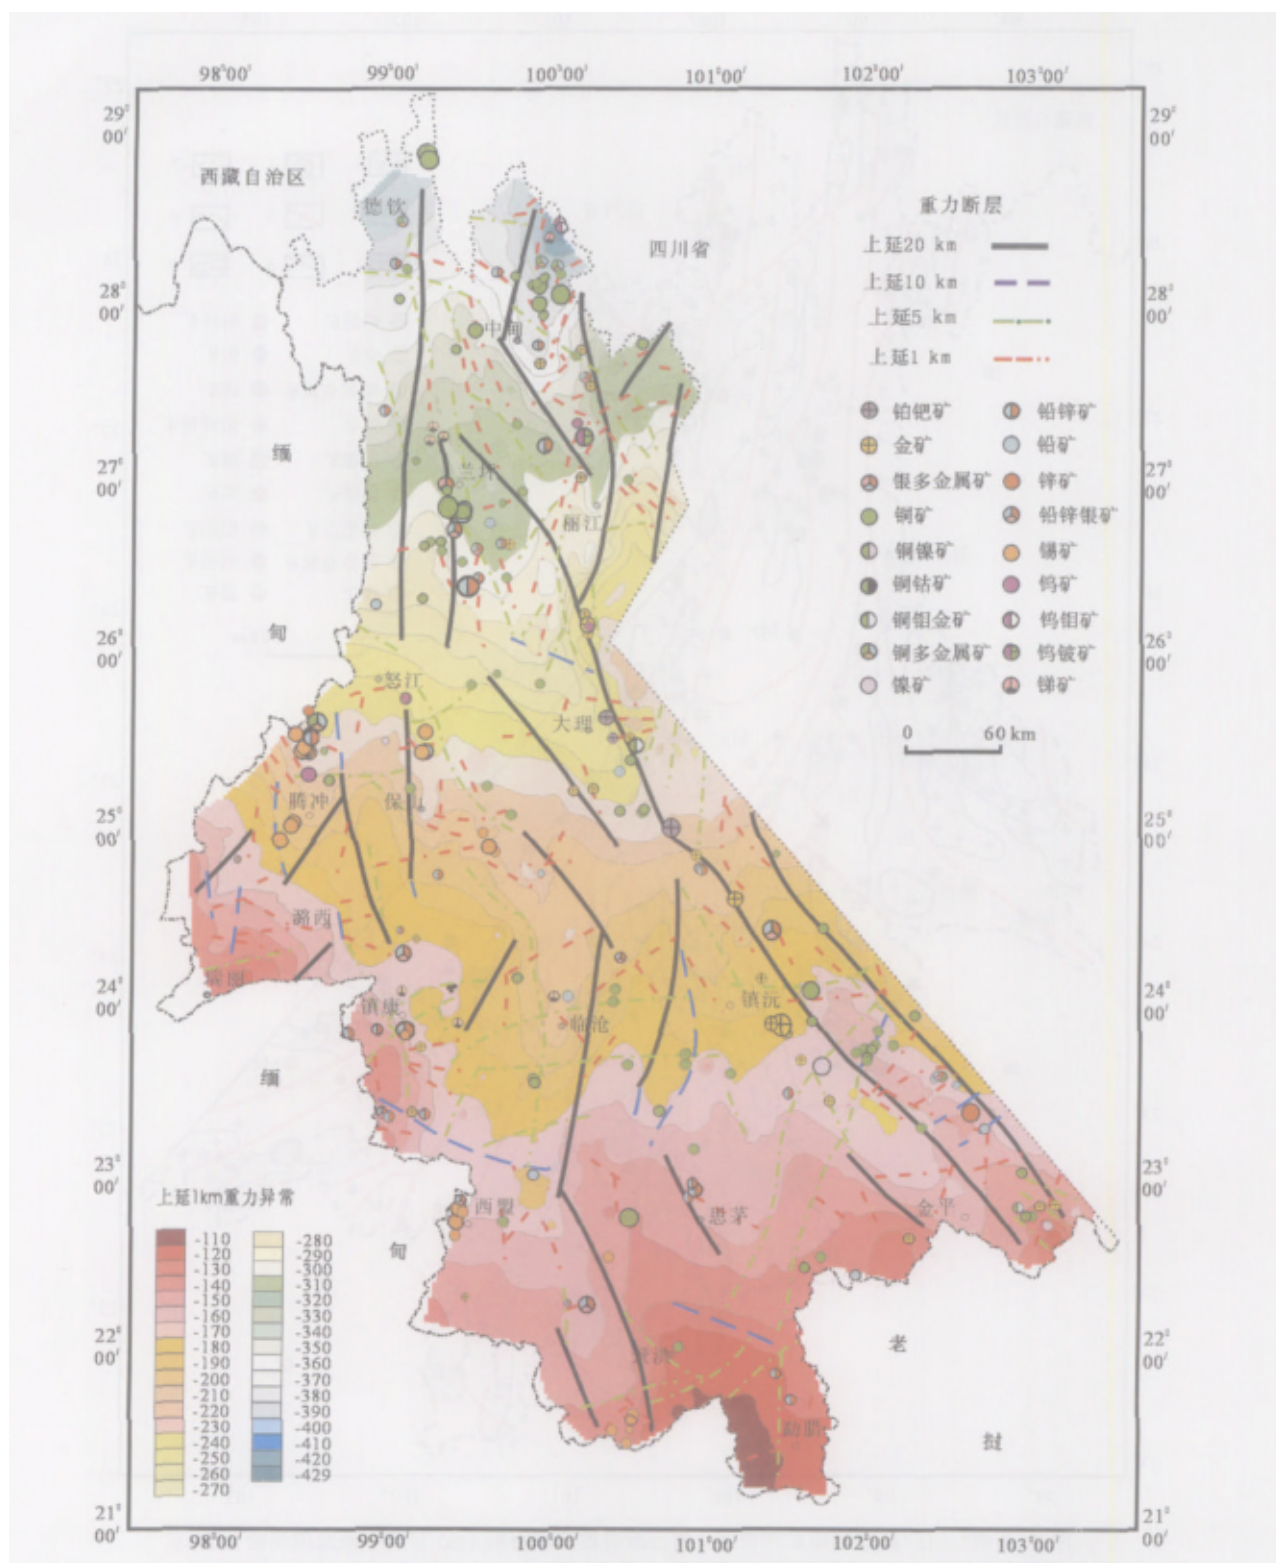 98°00′ 99°00′ 100°00′ 101°00′ 102°00′ 103°00′
29°00′
29°00′
西藏自治区
重力断层
德钦
四川省
上延20 km
上延10 km
28°00′
28°00′
上延5 km
中甸
上延1 km
铂钯矿 铅锌矿
金矿 铅矿
缅
27°00′
兰坪
27°00′
银多金属矿 锌矿
铜矿 铅锌银矿
丽江
铜镍矿 锡矿
铜钴矿 钨矿
铜钼金矿 钨钼矿
甸
26°00′
26°00′
铜多金属矿 钨铍矿
镍矿 锑矿
怒江
大理
0 60 km
腾冲 保山
25°00′
25°00′
潞西
瑞丽
24°00′
镇康
临沧
镇沅
24°00′
缅
23°00′
23°00′
上延1km重力异常
西盟
思茅
金平
甸
-110 -280
-120 -290
-130 -300
-140 -310
-150 -320
-160 -330
-170 -340
-180 -350
-190 -360
-200 -370
-210 -380
-220 -390
-230 -400
-240 -410
-250 -420
-260 -429
-270
22°00′
22°00′
老
景洪
勐腊
挝
21°00′
21°00′
98°00′ 99°00′ 100°00′ 101°00′ 102°00′ 103°00′